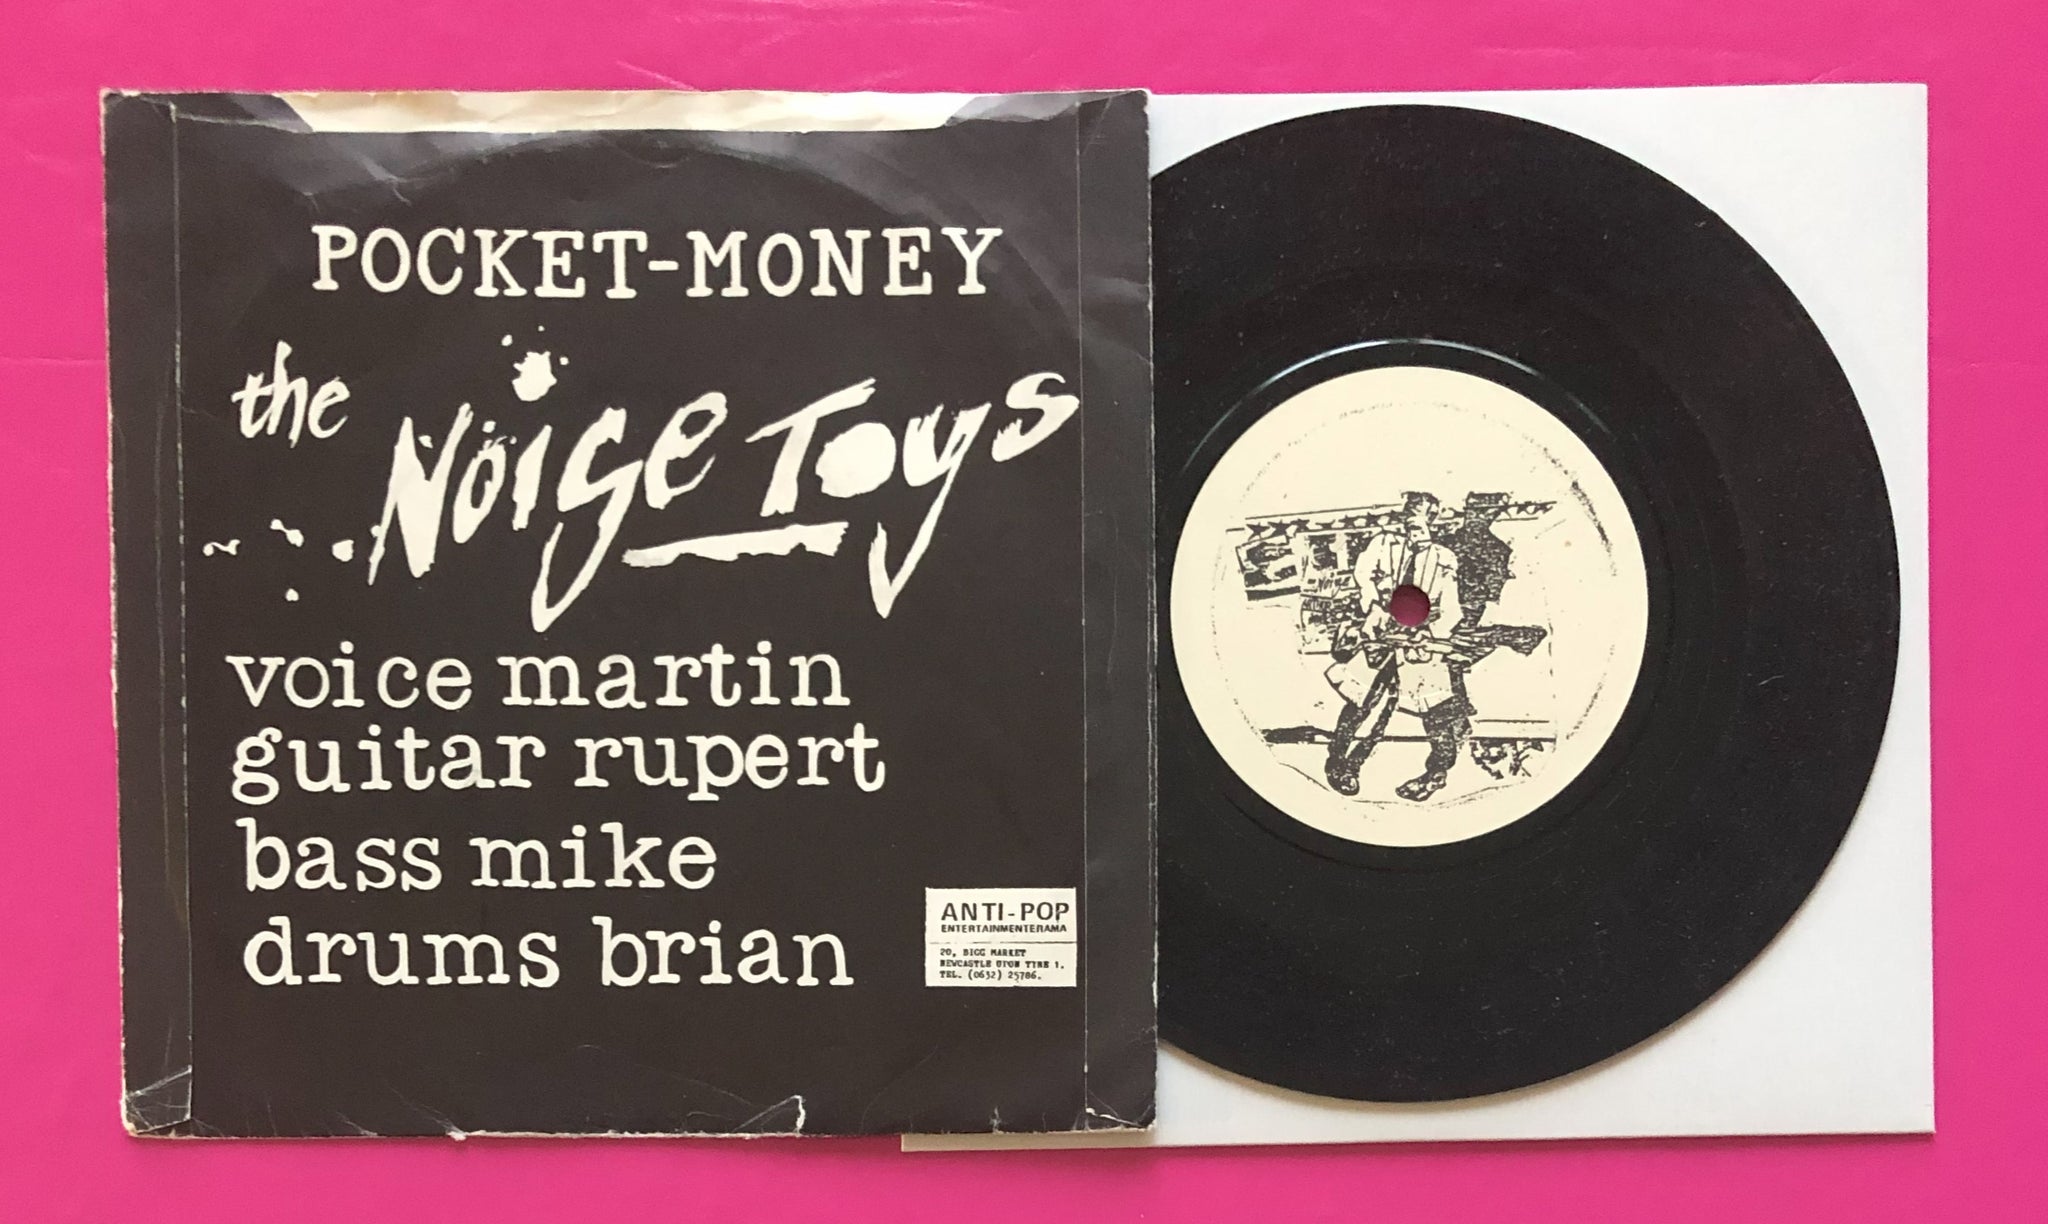 POCKET-MONEY
the Noise Toys
voice martin
guitar rupert
bass mike
drums brian
ANTI-POP
ENTERTAINMENTERAMA
20, BIGG MARKET
NEWCASTLE UPON TYNE 1.
TEL. (0632) 25786.